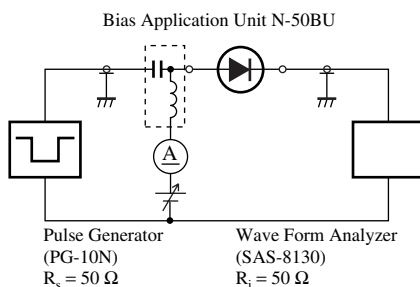 Bias Application Unit N-50BU
A
Pulse Generator
(PG-10N)
Rs = 50 Ω
Wave Form Analyzer
(SAS-8130)
Ri = 50 Ω